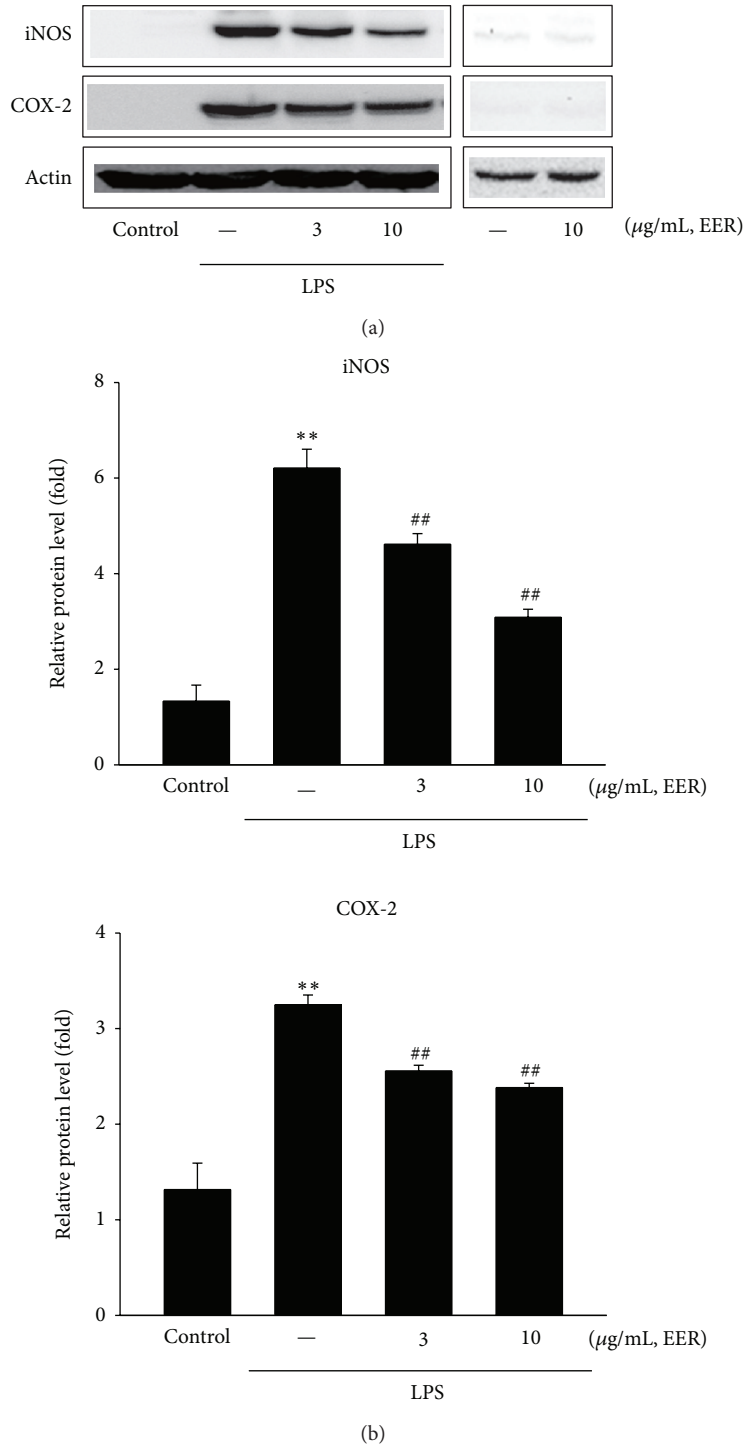 iNOS
COX-2
Actin
Control — 3 10 — 10 (μg/mL, EER)
LPS
(a)
iNOS
Relative protein level (fold)
8
6
4
2
0
**
##
##
Control — 3 10 (μg/mL, EER)
LPS
COX-2
Relative protein level (fold)
4
3
2
1
0
**
##
##
Control — 3 10 (μg/mL, EER)
LPS
(b)